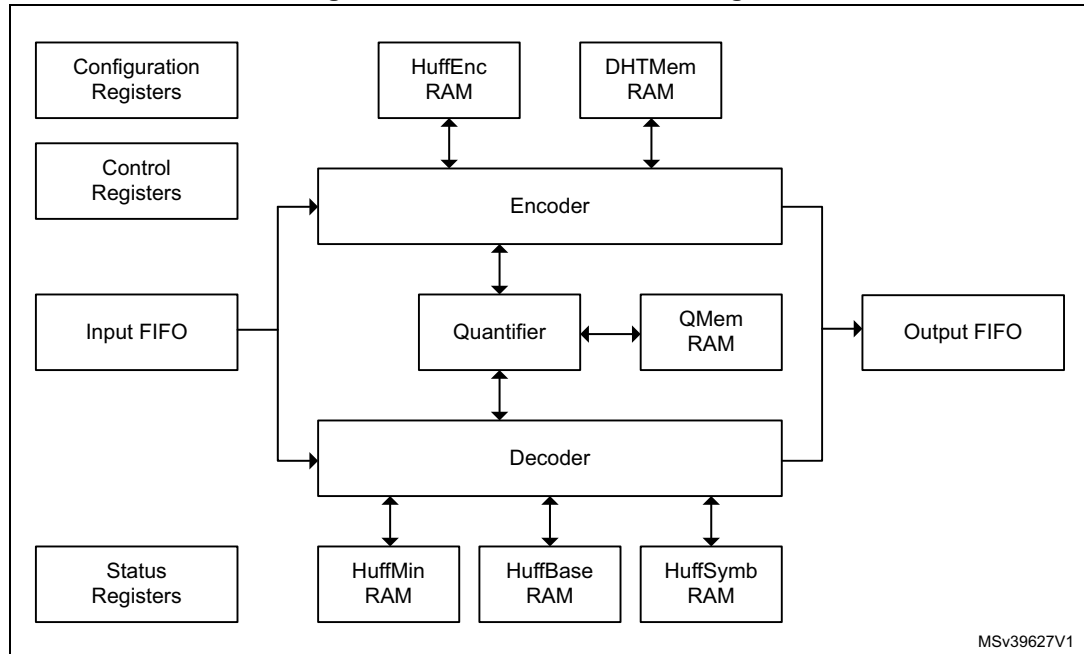 Configuration
Registers
HuffEnc
RAM
DHTMem
RAM
Control
Registers
Encoder
Input FIFO
Quantifier
QMem
RAM
Output FIFO
Decoder
Status
Registers
HuffMin
RAM
HuffBase
RAM
HuffSymb
RAM
MSv39627V1